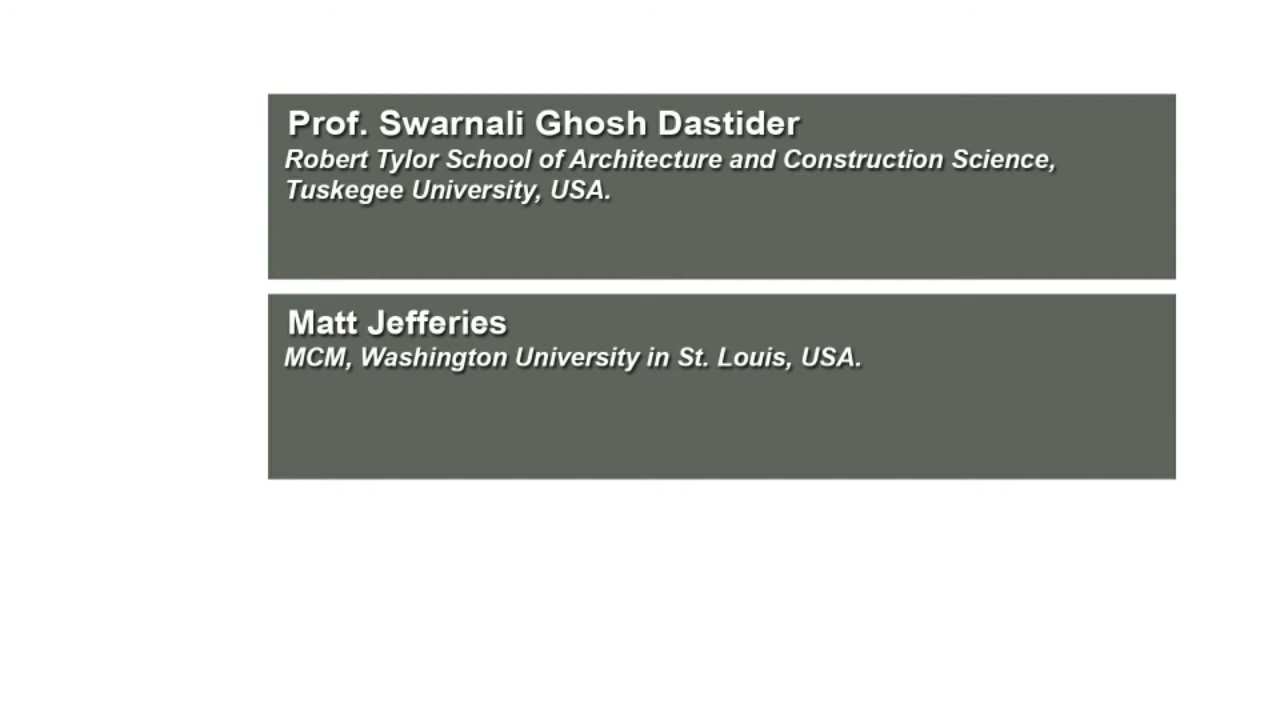 Prof. Swarnali Ghosh Dastider
Robert Tylor School of Architecture and Construction Science,
Tuskegee University, USA.
Matt Jefferies
MCM, Washington University in St. Louis, USA.